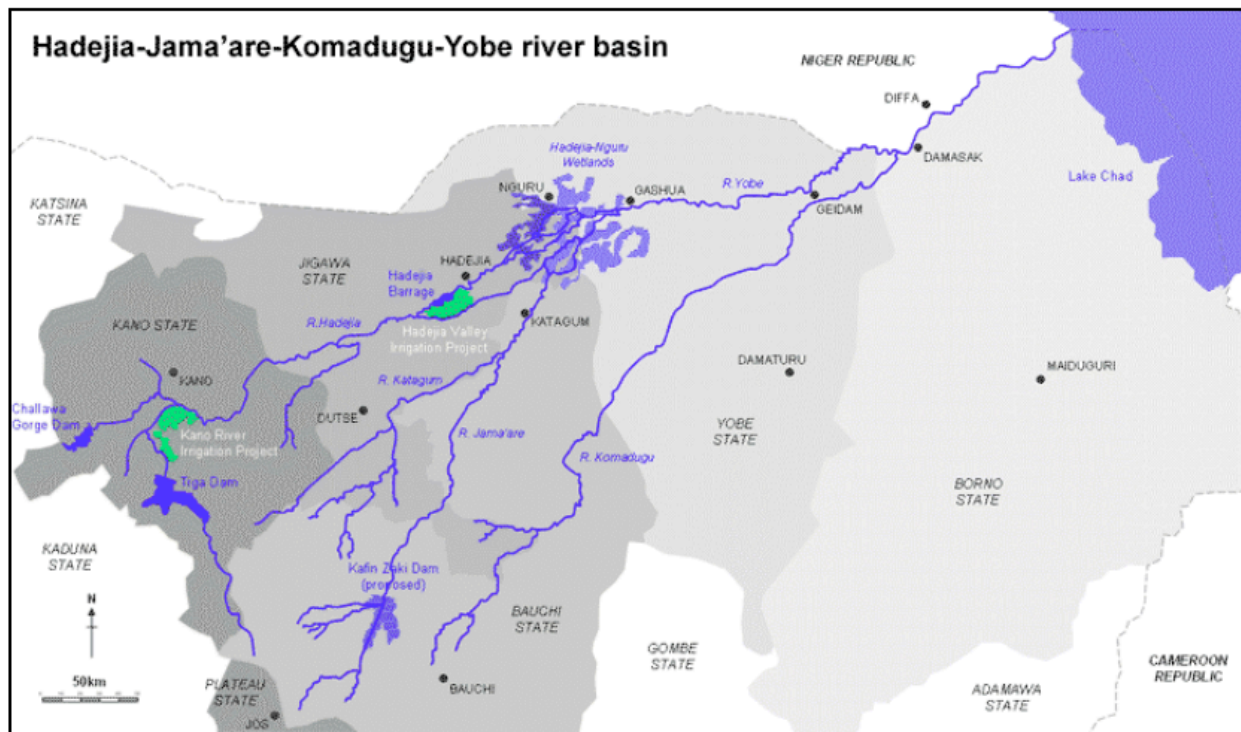 Hadejia-Jama'are-Komadugu-Yobe river basin
NIGER REPUBLIC
DIFFA
DAMASAK
Lake Chad
Hadejia-Nguru
Wetlands
NGURU
GASHUA
R.Yobe
GEIDAM
KATSINA
STATE
JIGAWA
STATE
HADEJIA
Hadejia
Barrage
KATAGUM
KANO STATE
R.Hadejia
Hadejia Valley
Irrigation Project
KANO
R. Katagum
DAMATURU
MAIDUGURI
Challawa
Gorge Dam
DUTSE
Kano River
Irrigation Project
R. Jama'are
R. Komadugu
YOBE
STATE
Tiga Dam
BORNO
STATE
KADUNA
STATE
Kafin Zaki Dam
(proposed)
BAUCHI
STATE
N
GOMBE
STATE
CAMEROON
REPUBLIC
50km
PLATEAU
STATE
BAUCHI
ADAMAWA
STATE
JOS